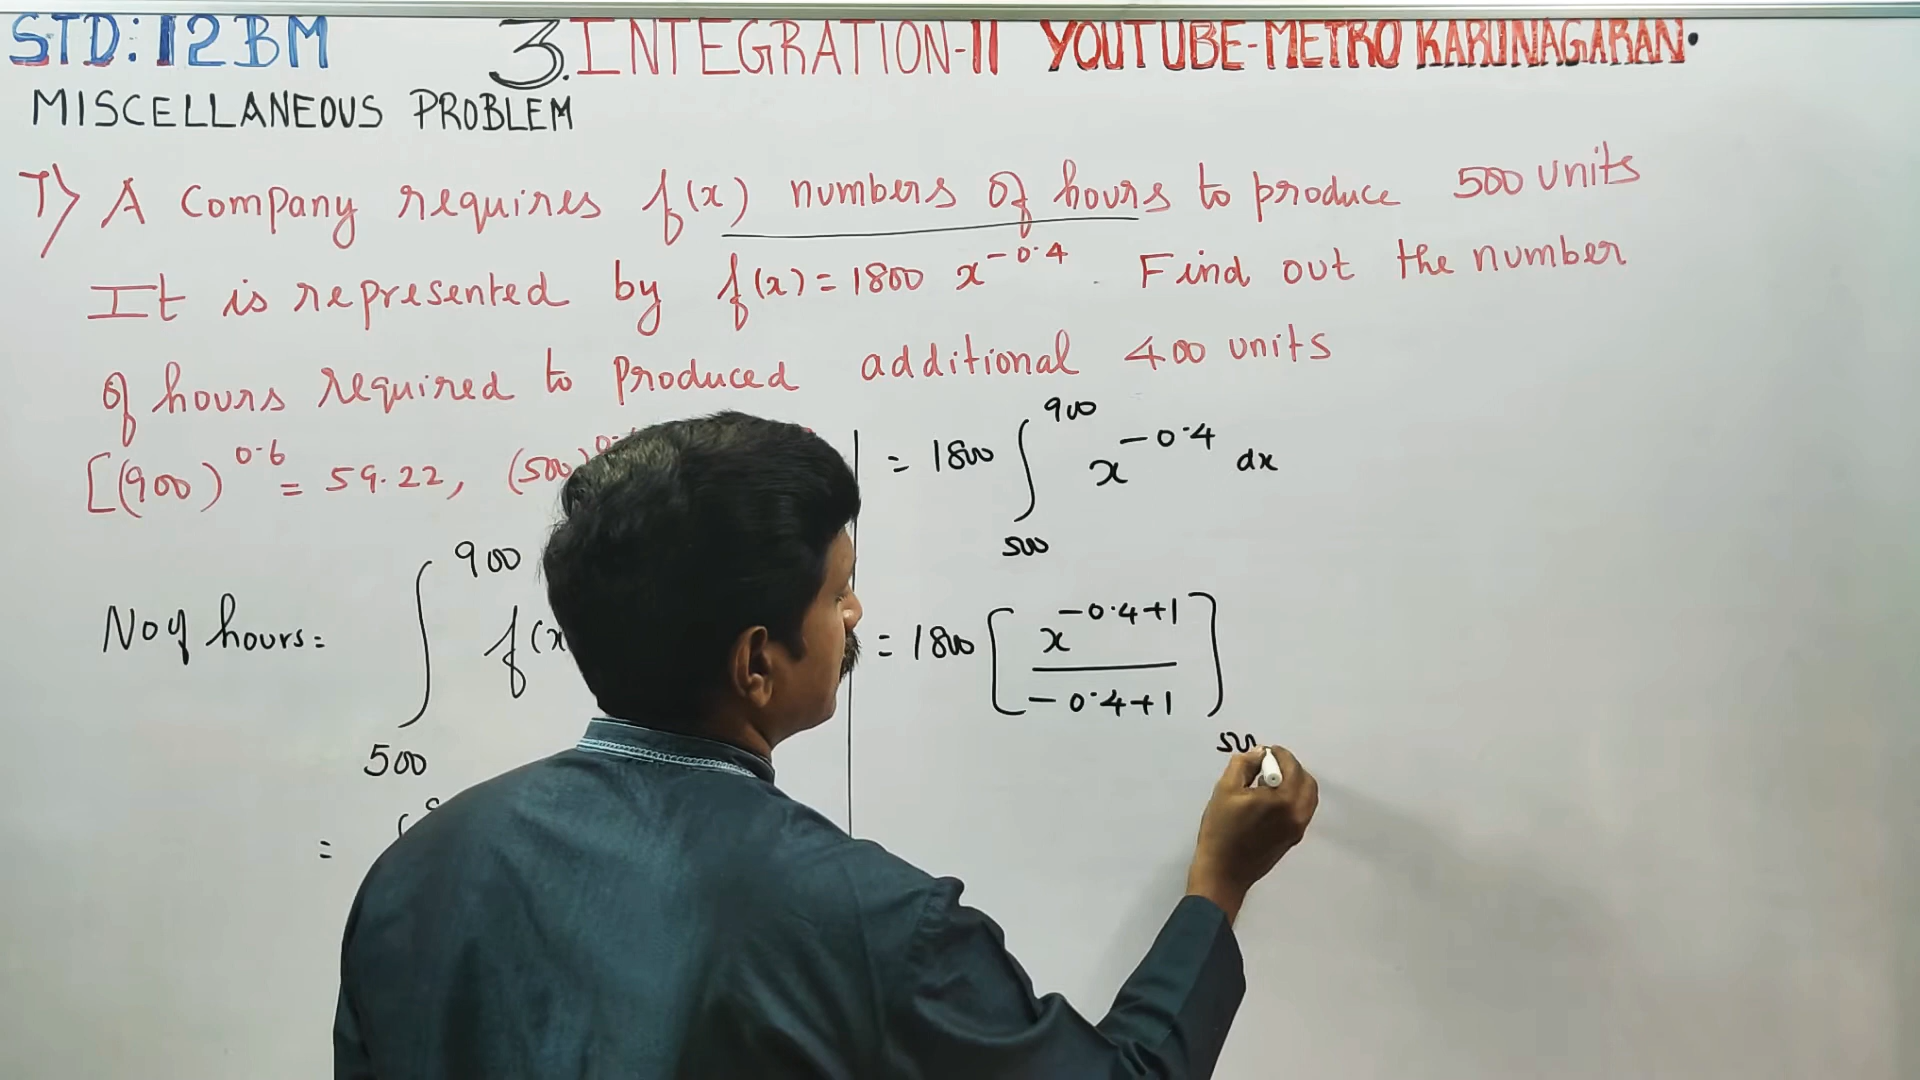 STD: 12 BM 3. INTEGRATION-II YOUTUBE-METRO KARUNAGARAN.
MISCELLANEOUS PROBLEM
7) A Company requires f(x) numbers of hours to produce 500 units
It is represented by f(x) = 1800 x^{-0.4}. Find out the number
of hours required to Produced additional 400 units
[(900)^{0.6} = 59.22, (500)
No of hours = ∫_{500}^{900} f(x
=
= 1800 ∫_{500}^{900} x^{-0.4} dx
= 1800 [x^{-0.4+1} / -0.4+1]